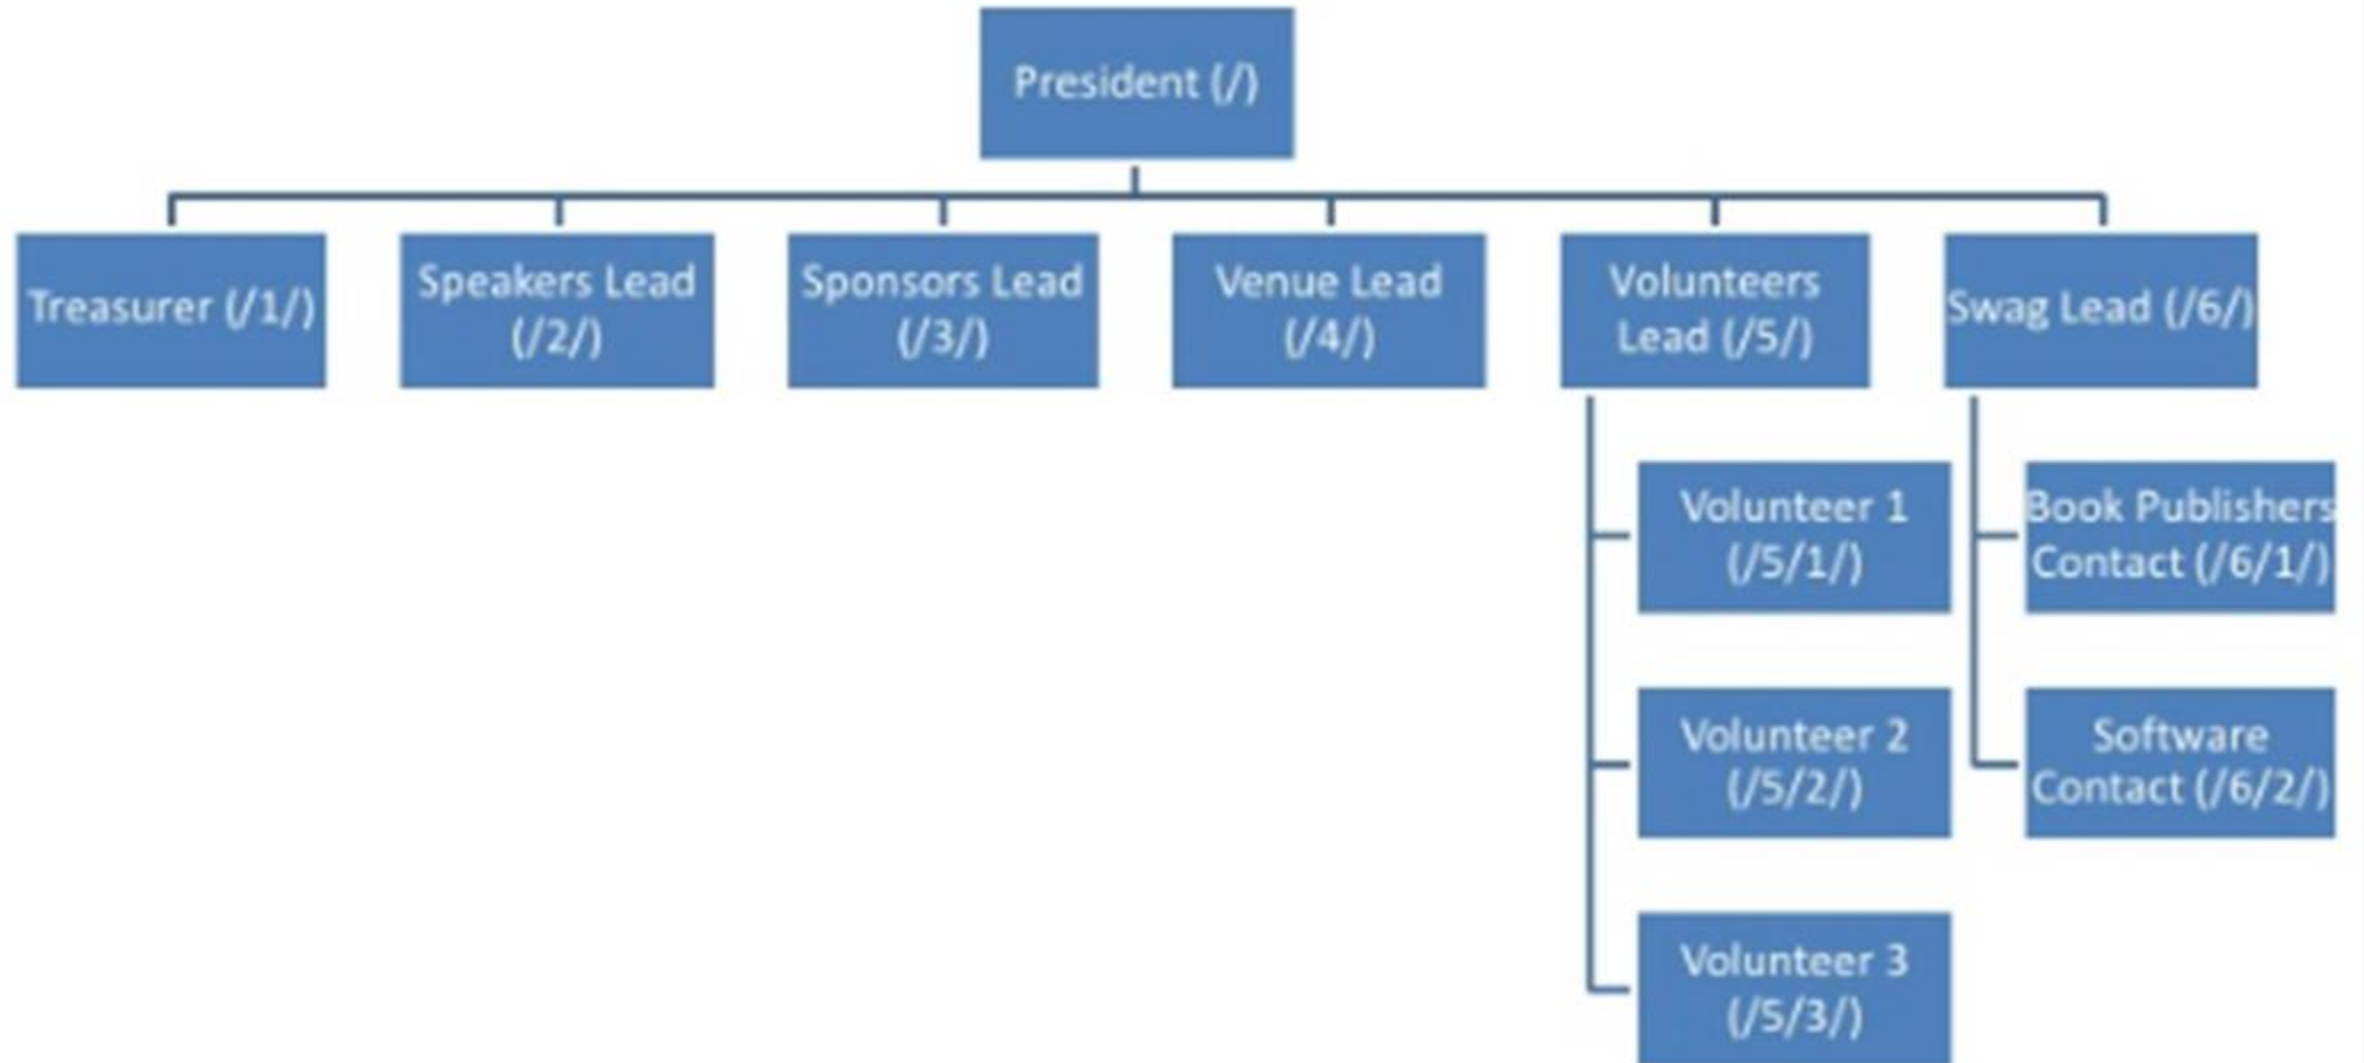 President (/)
Treasurer (/1/)
Speakers Lead
(/2/)
Sponsors Lead
(/3/)
Venue Lead
(/4/)
Volunteers
Lead (/5/)
Swag Lead (/6/)
Volunteer 1
(/5/1/)
Volunteer 2
(/5/2/)
Volunteer 3
(/5/3/)
Book Publishers
Contact (/6/1/)
Software
Contact (/6/2/)